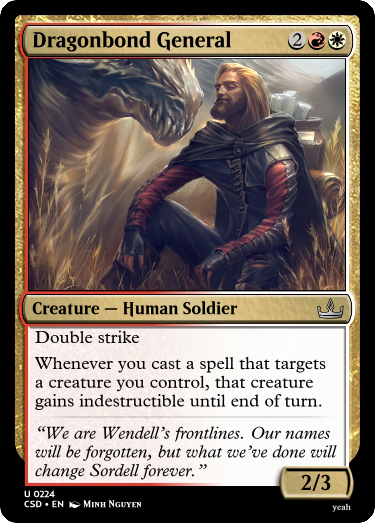 Dragonbond General 2
Creature — Human Soldier
Double strike
Whenever you cast a spell that targets
a creature you control, that creature
gains indestructible until end of turn.
“We are Wendell’s frontlines. Our names
will be forgotten, but what we’ve done will
change Sordell forever.”
2/3
U 0224
CSD • EN Minh Nguyen
yeah